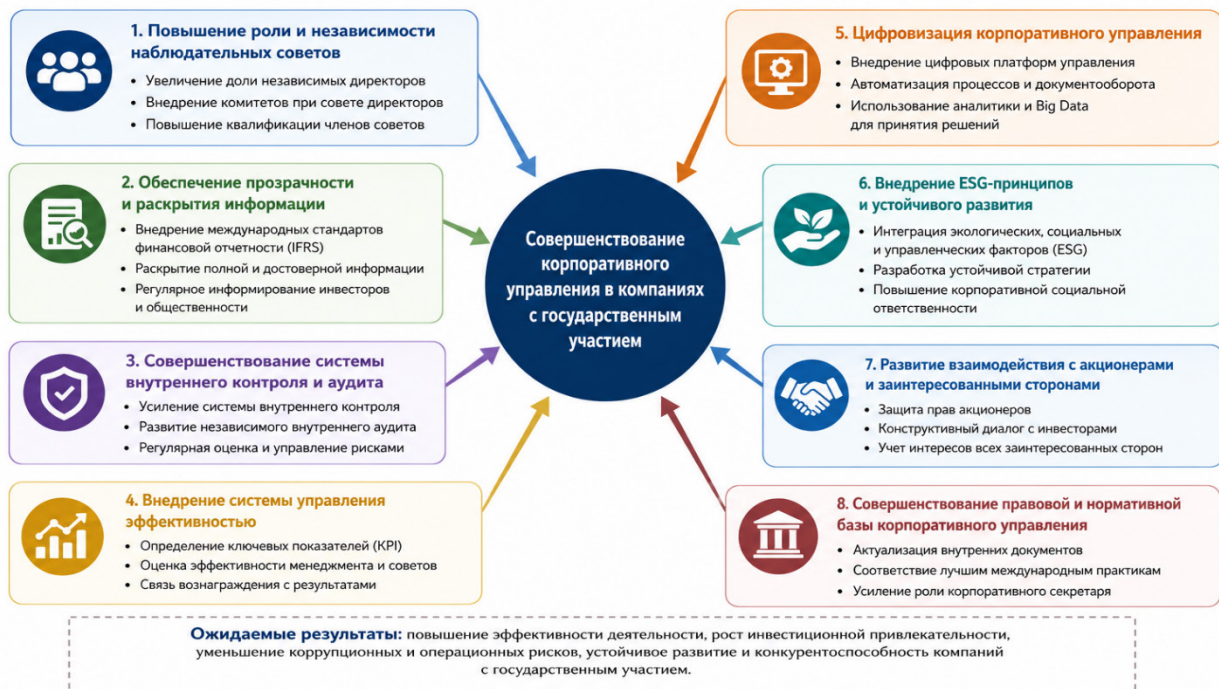 1. Повышение роли и независимости
наблюдательных советов
• Увеличение доли независимых директоров
• Внедрение комитетов при совете директоров
• Повышение квалификации членов советов
2. Обеспечение прозрачности
и раскрытия информации
• Внедрение международных стандартов
финансовой отчетности (IFRS)
• Раскрытие полной и достоверной информации
• Регулярное информирование инвесторов
и общественности
3. Совершенствование системы
внутреннего контроля и аудита
• Усиление системы внутреннего контроля
• Развитие независимого внутреннего аудита
• Регулярная оценка и управление рисками
4. Внедрение системы управления
эффективностью
• Определение ключевых показателей (KPI)
• Оценка эффективности менеджмента и советов
• Связь вознаграждения с результатами
Совершенствование
корпоративного
управления в компаниях
с государственным
участием
5. Цифровизация корпоративного управления
• Внедрение цифровых платформ управления
• Автоматизация процессов и документооборота
• Использование аналитики и Big Data
для принятия решений
6. Внедрение ESG-принципов
и устойчивого развития
• Интеграция экологических, социальных
и управленческих факторов (ESG)
• Разработка устойчивой стратегии
• Повышение корпоративной социальной
ответственности
7. Развитие взаимодействия с акционерами
и заинтересованными сторонами
• Защита прав акционеров
• Конструктивный диалог с инвесторами
• Учет интересов всех заинтересованных сторон
8. Совершенствование правовой и нормативной
базы корпоративного управления
• Актуализация внутренних документов
• Соответствие лучшим международным практикам
• Усиление роли корпоративного секретаря
Ожидаемые результаты: повышение эффективности деятельности, рост инвестиционной привлекательности,
уменьшение коррупционных и операционных рисков, устойчивое развитие и конкурентоспособность компаний
с государственным участием.